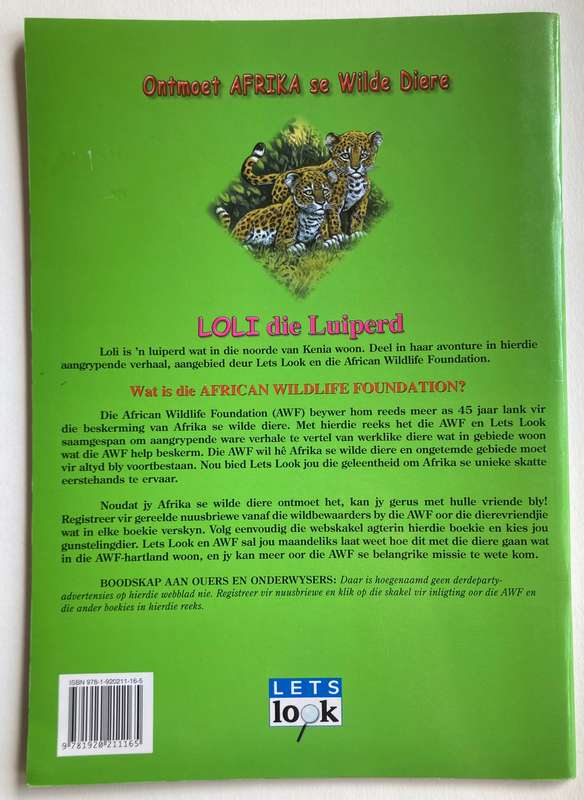 Ontmoet AFRIKA se Wilde Diere
LOLI die Luiperd
Loli is 'n luiperd wat in die noorde van Kenia woon. Deel in haar avonture in hierdie
aangrypende verhaal, aangebied deur Lets Look en die African Wildlife Foundation.
Wat is die AFRICAN WILDLIFE FOUNDATION?
Die African Wildlife Foundation (AWF) beywer hom reeds meer as 45 jaar lank vir
die beskerming van Afrika se wilde diere. Met hierdie reeks het die AWF en Lets Look
saamgespan om aangrypende ware verhale te vertel van werklike diere wat in gebiede woon
wat die AWF help beskerm. Die AWF wil hê Afrika se wilde diere en ongetemde gebiede moet
vir altyd bly voortbestaan. Nou bied Lets Look jou die geleentheid om Afrika se unieke skatte
eerstehands te ervaar.
Noudat jy Afrika se wilde diere ontmoet het, kan jy gerus met hulle vriende bly!
Registreer vir gereelde nuusbriewe vanaf die wildbewaarders by die AWF oor die dierevriendjie
wat in elke boekie verskyn. Volg eenvoudig die webskakel agterin hierdie boekie en kies jou
gunstelingdier. Lets Look en AWF sal jou maandeliks laat weet hoe dit met die diere gaan wat
in die AWF-hartland woon, en jy kan meer oor die AWF se belangrike missie te wete kom.
BOODSKAP AAN OUERS EN ONDERWYSERS: Daar is hoegenaamd geen derdeparty-
advertensies op hierdie webblad nie. Registreer vir nuusbriewe en klik op die skakel vir inligting oor die AWF en
die ander boekies in hierdie reeks.
ISBN 978-1-920211-16-5
9 781920 211165
LETS
look